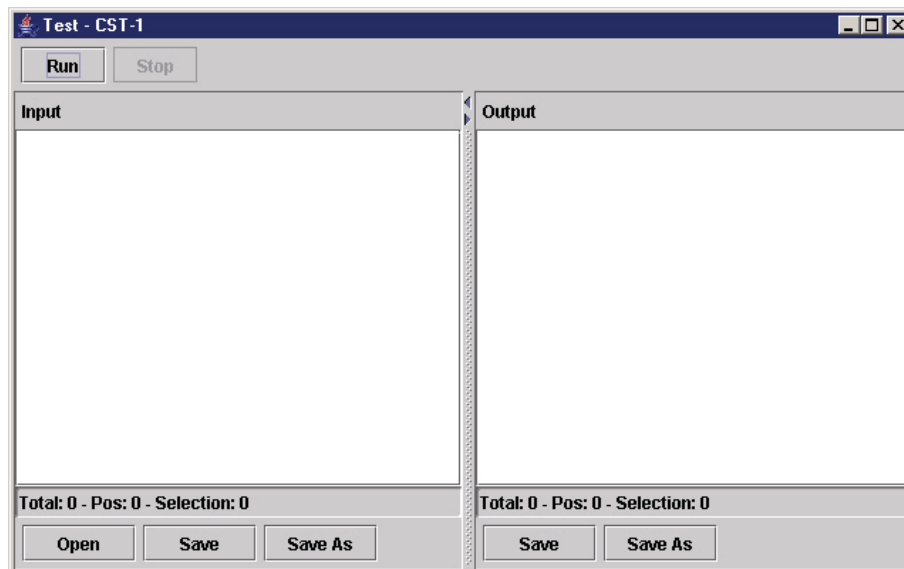 Test - CST-1
Run Stop
Input
Output
Total: 0 - Pos: 0 - Selection: 0
Total: 0 - Pos: 0 - Selection: 0
Open Save Save As
Save Save As